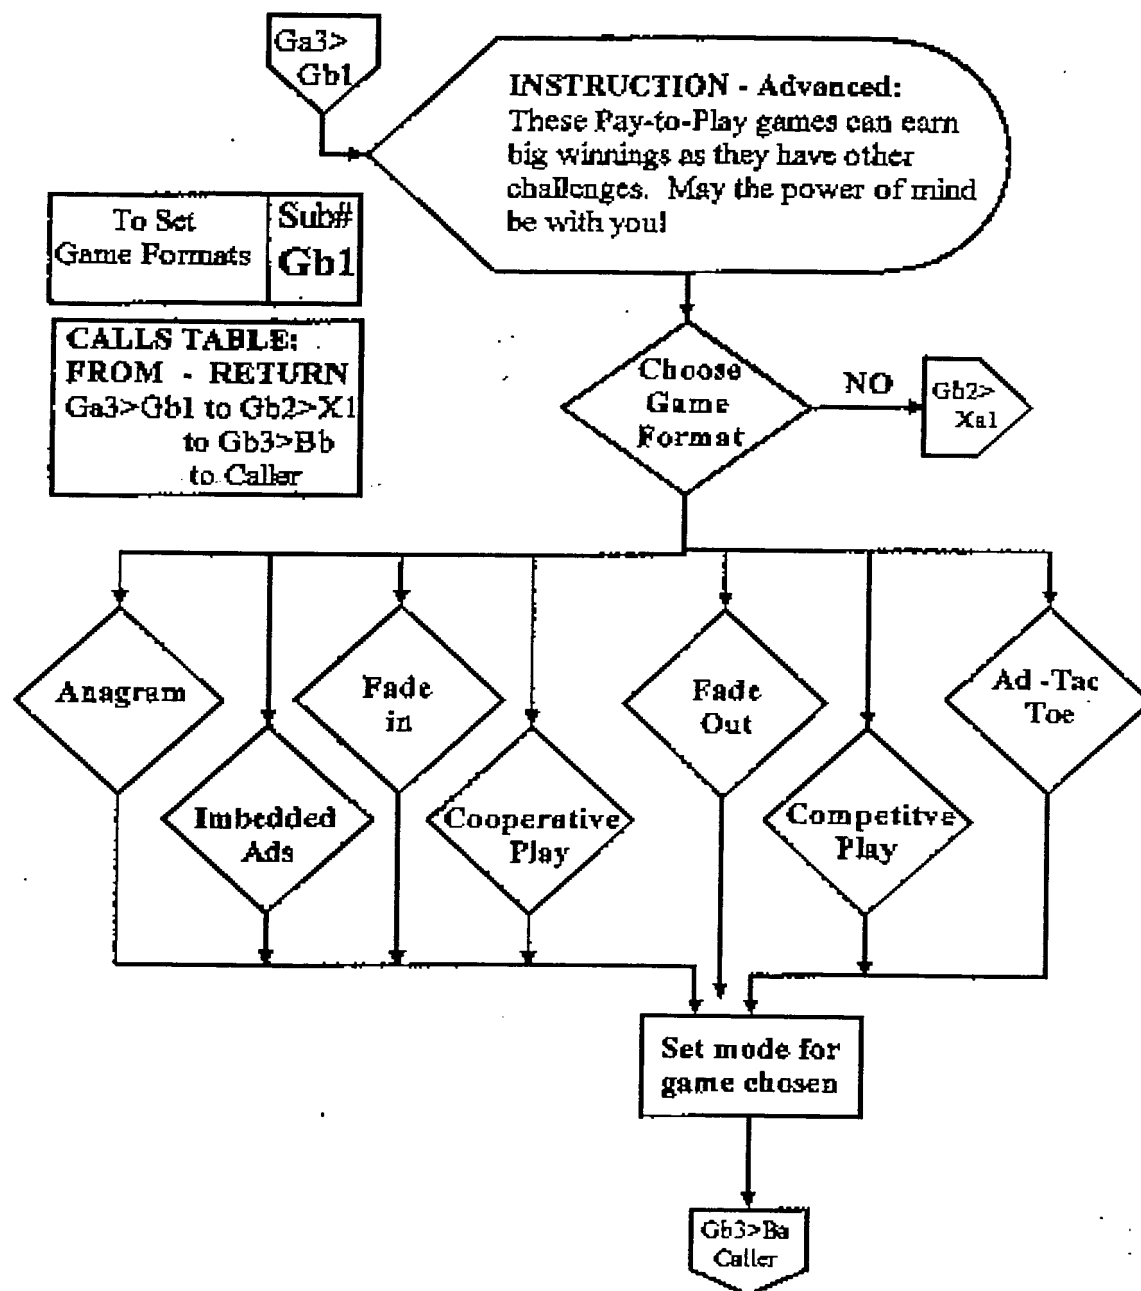 Ga3>
Gb1
INSTRUCTION - Advanced:
These Pay-to-Play games can earn
big winnings as they have other
challenges. May the power of mind
be with you!
To Set
Game Formats
Sub#
Gb1
CALLS TABLE:
FROM - RETURN
Ga3>Gb1 to Gb2>X1
to Gb3>Bb
to Caller
Choose
Game
Format
NO
Gb2>
Xa1
Anagram
Fade
in
Fade
Out
Ad -Tac
Toe
Imbedded
Ads
Cooperative
Play
Competitve
Play
Set mode for
game chosen
Gb3>Ba
Caller